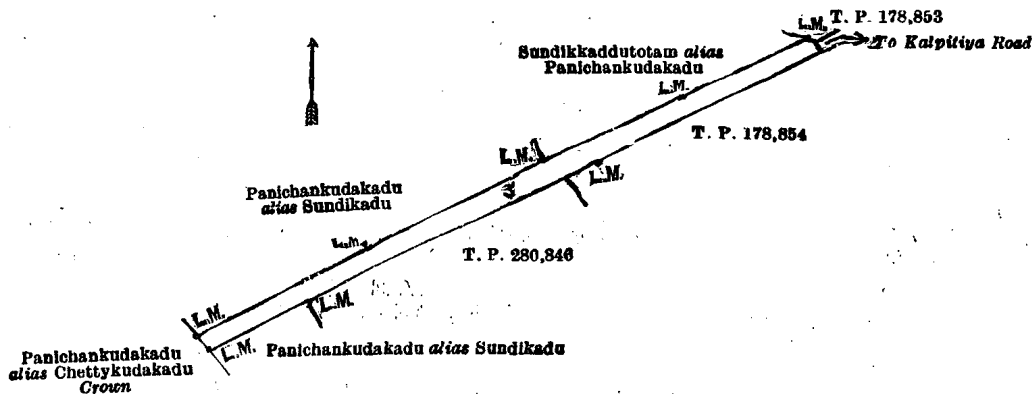 L.M.
T. P. 178,853
To Kalpitiya Road
Sundikkaddutotam alias
Panichankudakadu
L.M.
T. P. 178,854
L.M.
L.M.
Panichankudakadu
alias Sundikadu
L.M.
T. P. 280,846
L.M.
L.M.
L.M.
Panichankudakadu alias Sundikadu
Panichankudakadu
alias Chettykudakadu
Crown